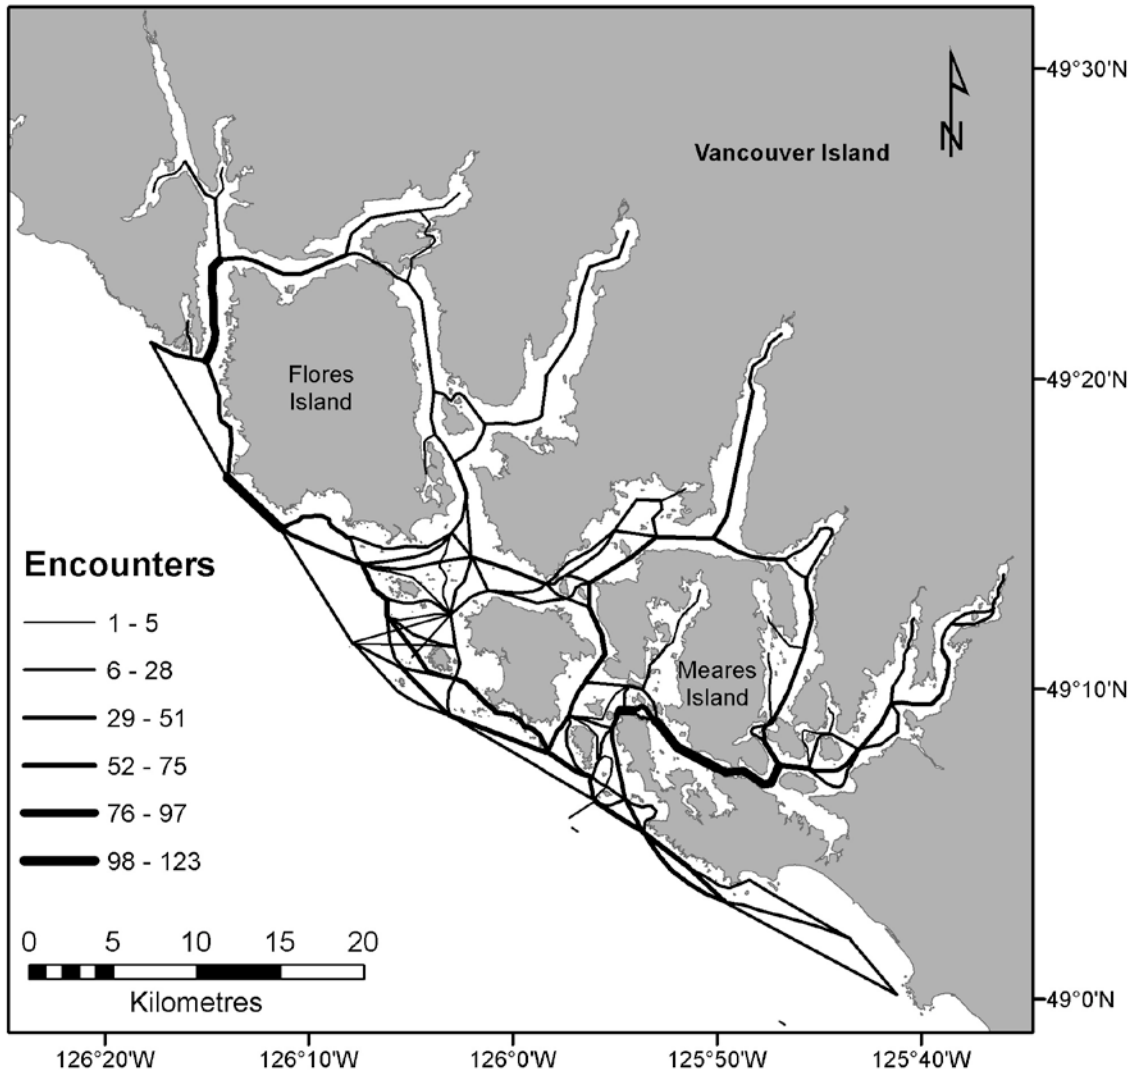 49°30'N
N
Vancouver Island
49°20'N
Flores
Island
Encounters
1 - 5
6 - 28
29 - 51
52 - 75
76 - 97
98 - 123
Meares
Island
49°10'N
0 5 10 15 20
Kilometres
49°0'N
126°20'W 126°10'W 126°0'W 125°50'W 125°40'W